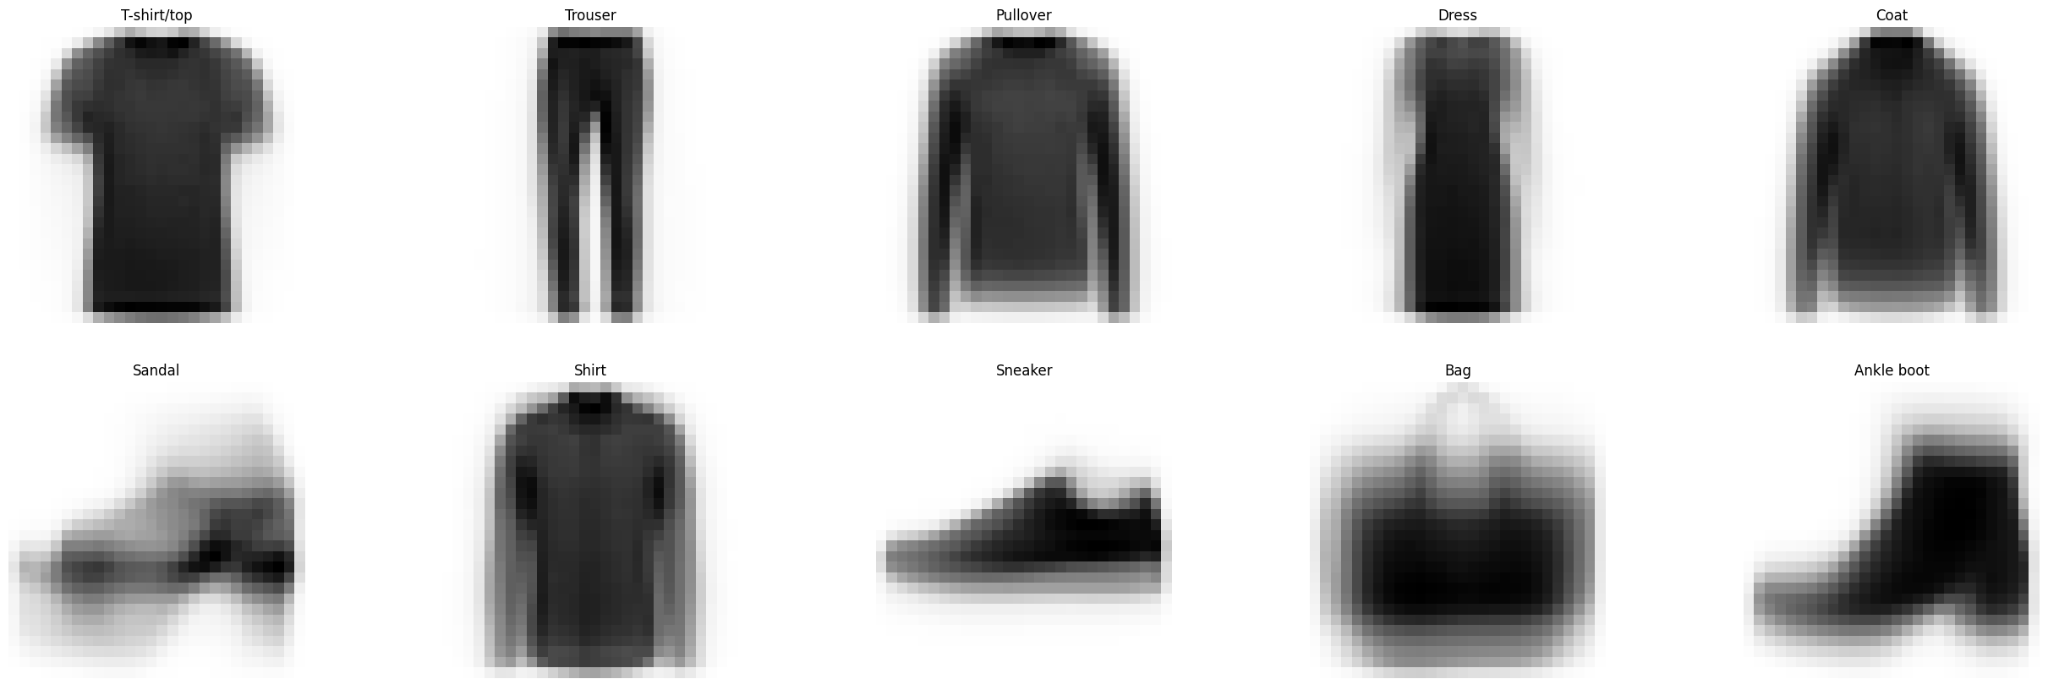 T-shirt/top
Trouser
Pullover
Dress
Coat
Sandal
Shirt
Sneaker
Bag
Ankle boot